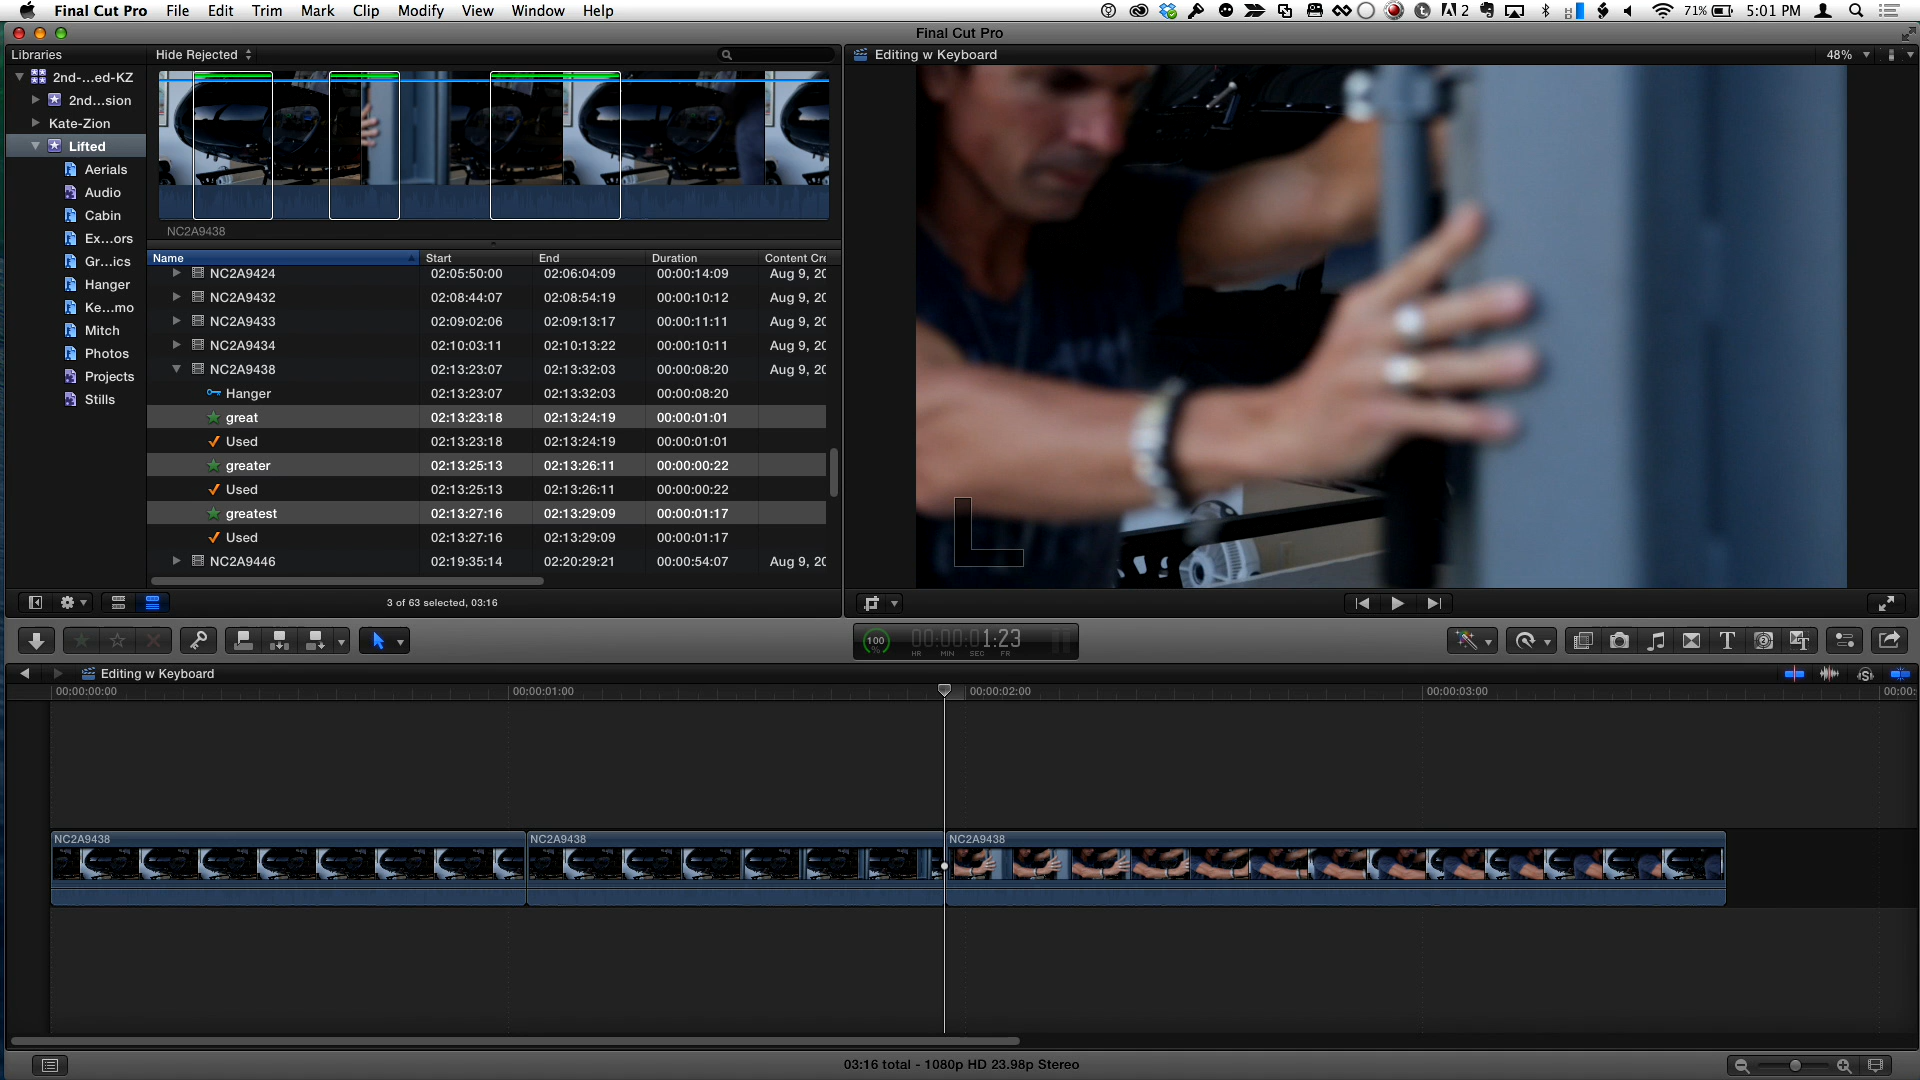 Final Cut Pro File Edit Trim Mark Clip Modify View Window Help 2 71% 5:01 PM
Final Cut Pro
Libraries
Hide Rejected
Editing w Keyboard
48%
2nd-...ed-KZ
2nd...sion
Kate-Zion
Lifted
Aerials
Audio
Cabin
Ex...ors
Gr...ics
Hanger
Ke...mo
Mitch
Photos
Projects
Stills
NC2A9438
Name Start End Duration Content Cre
NC2A9424 02:05:50:00 02:06:04:09 00:00:14:09 Aug 9, 20
NC2A9432 02:08:44:07 02:08:54:19 00:00:10:12 Aug 9, 20
NC2A9433 02:09:02:06 02:09:13:17 00:00:11:11 Aug 9, 20
NC2A9434 02:10:03:11 02:10:13:22 00:00:10:11 Aug 9, 20
NC2A9438 02:13:23:07 02:13:32:03 00:00:08:20 Aug 9, 20
Hanger 02:13:23:07 02:13:32:03 00:00:08:20
great 02:13:23:18 02:13:24:19 00:00:01:01
Used 02:13:23:18 02:13:24:19 00:00:01:01
greater 02:13:25:13 02:13:26:11 00:00:00:22
Used 02:13:25:13 02:13:26:11 00:00:00:22
greatest 02:13:27:16 02:13:29:09 00:00:01:17
Used 02:13:27:16 02:13:29:09 00:00:01:17
NC2A9446 02:19:35:14 02:20:29:21 00:00:54:07 Aug 9, 20
3 of 63 selected, 03:16
100 % 00:00:01:23
HR MIN SEC FR
Editing w Keyboard
00:00:00:00 00:00:01:00 00:00:02:00 00:00:03:00 00:00:
NC2A9438 NC2A9438 NC2A9438
03:16 total - 1080p HD 23.98p Stereo